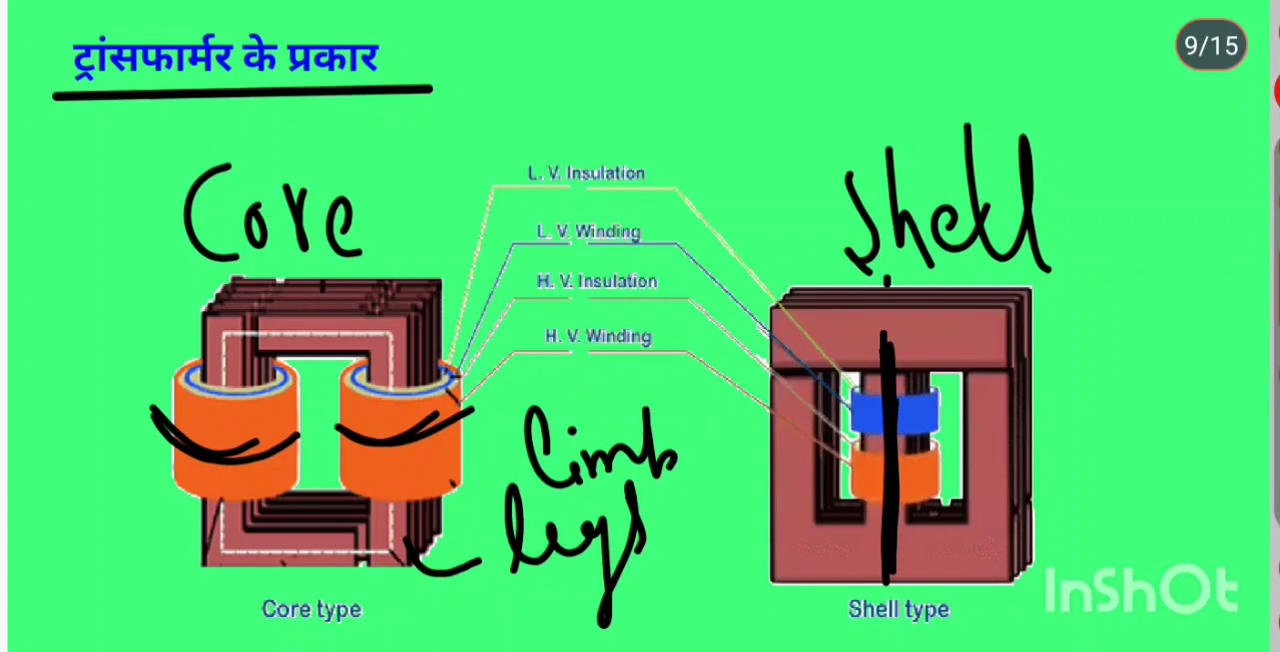 ट्रांसफार्मर के प्रकार
9/15
Core
Shell
L. V. Insulation
L. V. Winding
H. V. Insulation
H. V. Winding
Limb
legs
Core type
Shell type
InShOt